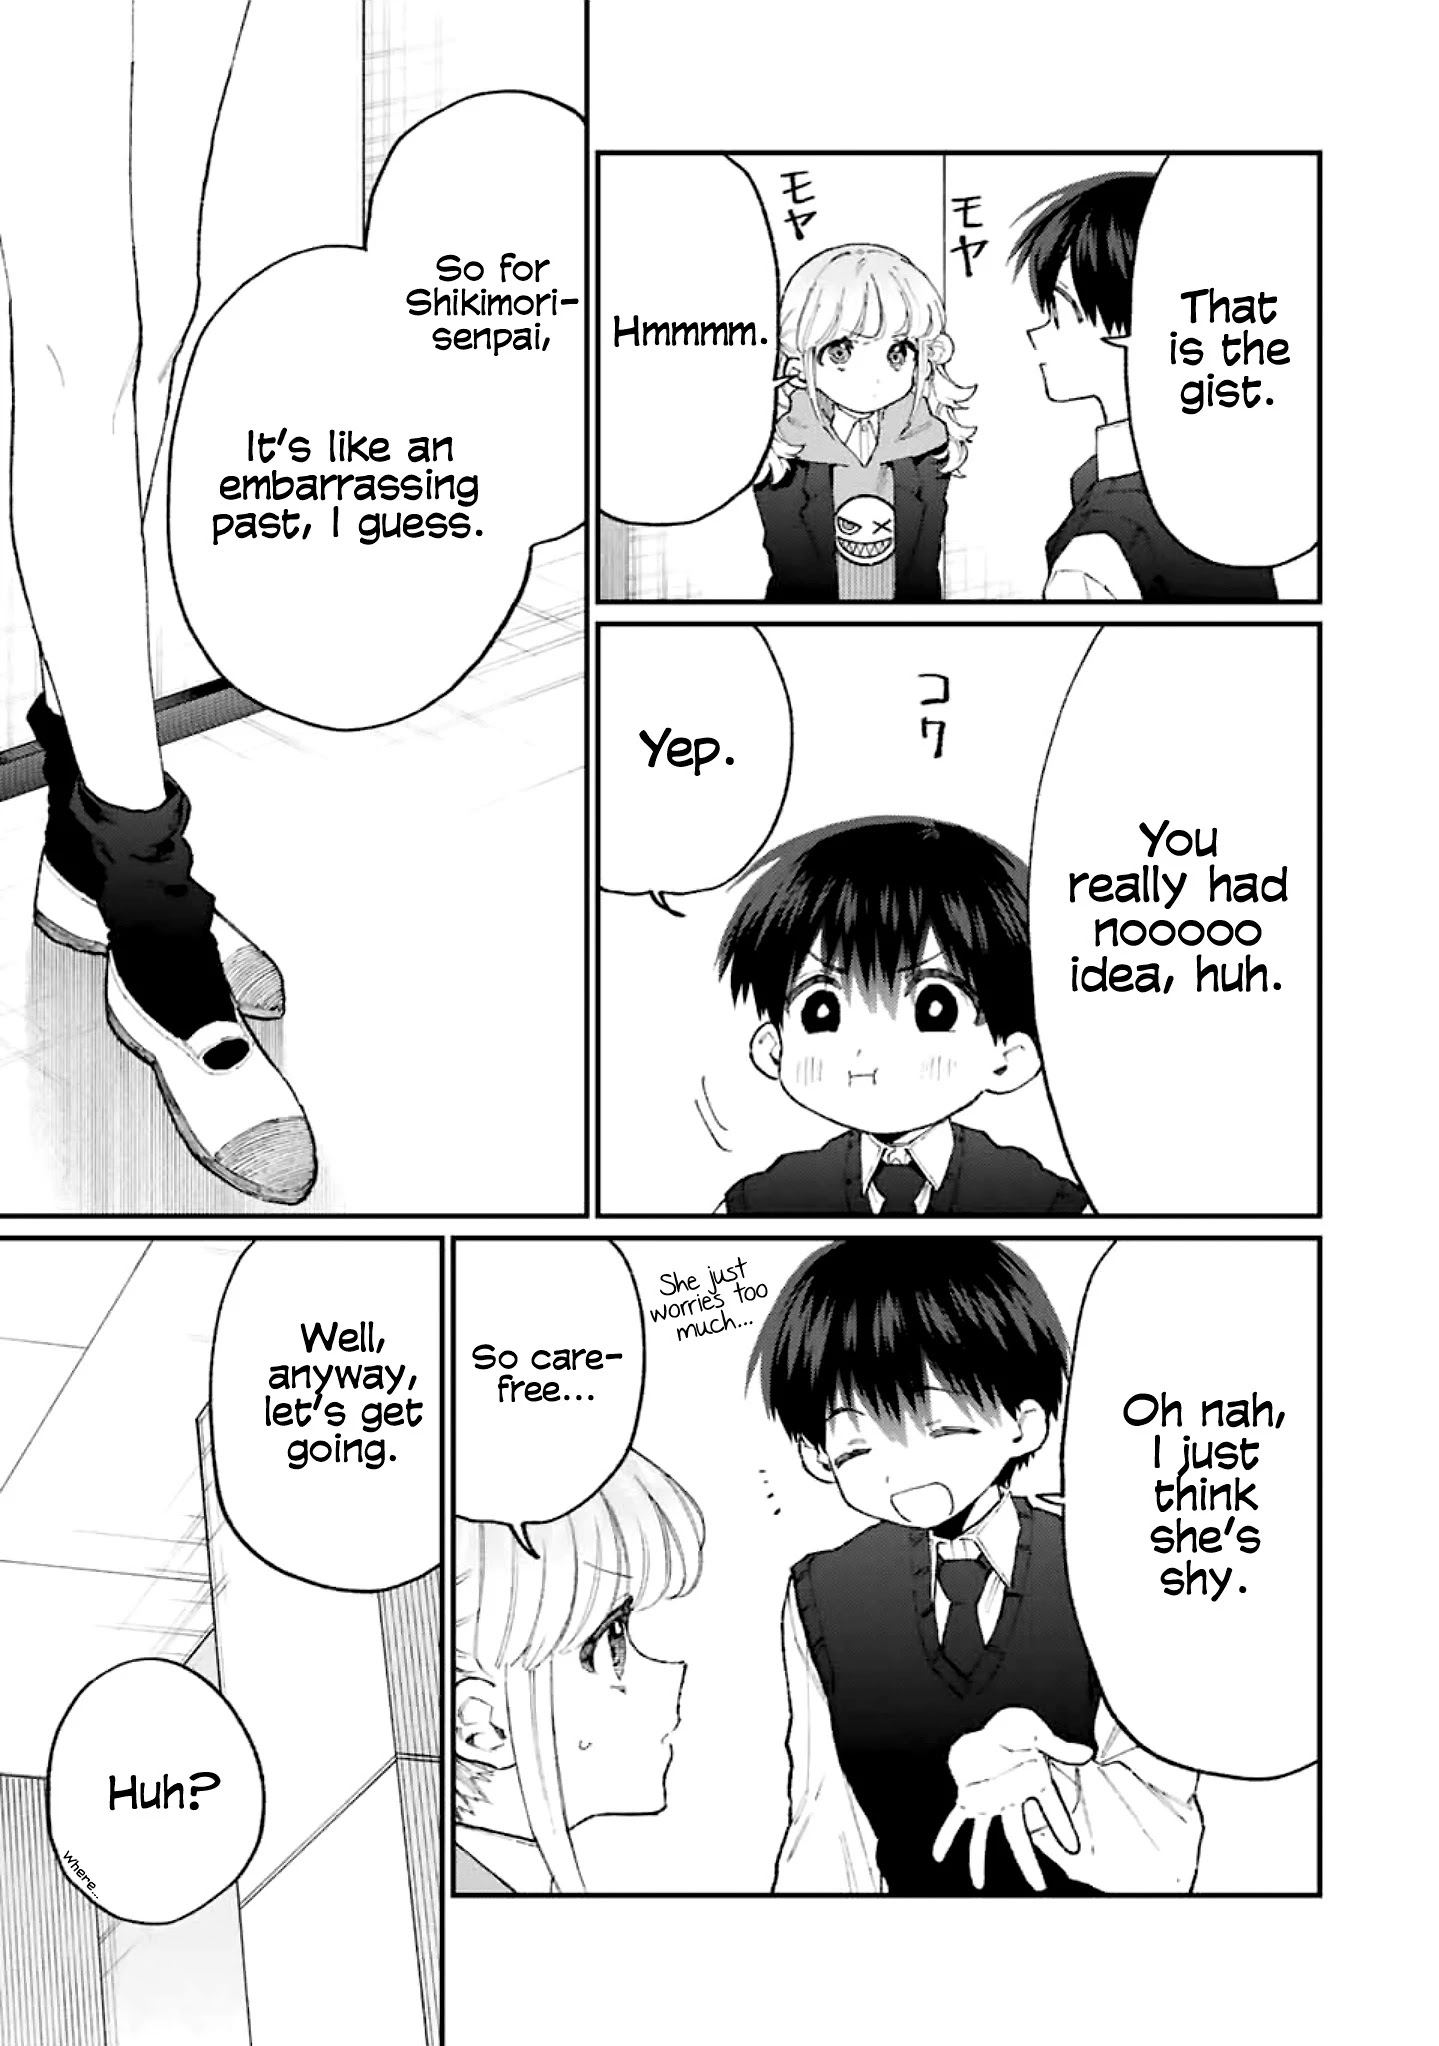 That
is the
gist.
モヤ
モヤ
Hmmmm.
You
really had
nooooo
idea, huh.
コク
Yep.
So for
Shikimori-
senpai,
It's like an
embarrassing
past, I guess.
Oh nah,
I just
think
she's
shy.
She just
worries too
much...
So care-
free...
Well,
anyway,
let's get
going.
Huh?
Where...